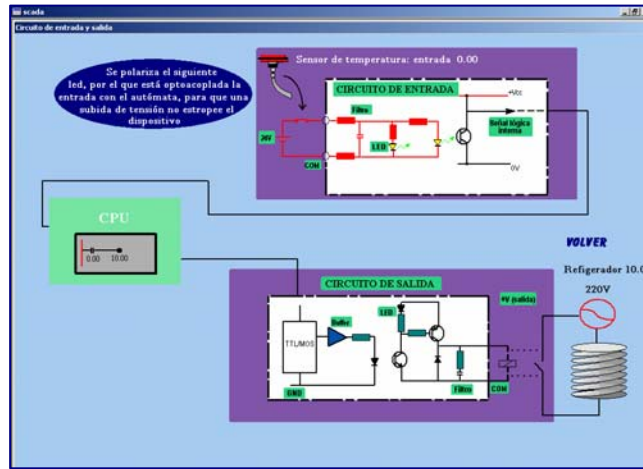 scada
Circuito de entrada y salida
Se polariza el siguiente
led, por el que está optoacoplada la
entrada con el autómata, para que una
subida de tensión no estropee el
dispositivo
Sensor de temperatura: entrada 0.00
CIRCUITO DE ENTRADA
+Vcc
Filtro
Señal lógica
interna
24V
LED
COM
0V
CPU
0.00 10.00
VOLVER
Refigerador 10.0
220V
CIRCUITO DE SALIDA
+V (salida)
LED
TTL/MOS
Filtro
COM
GND